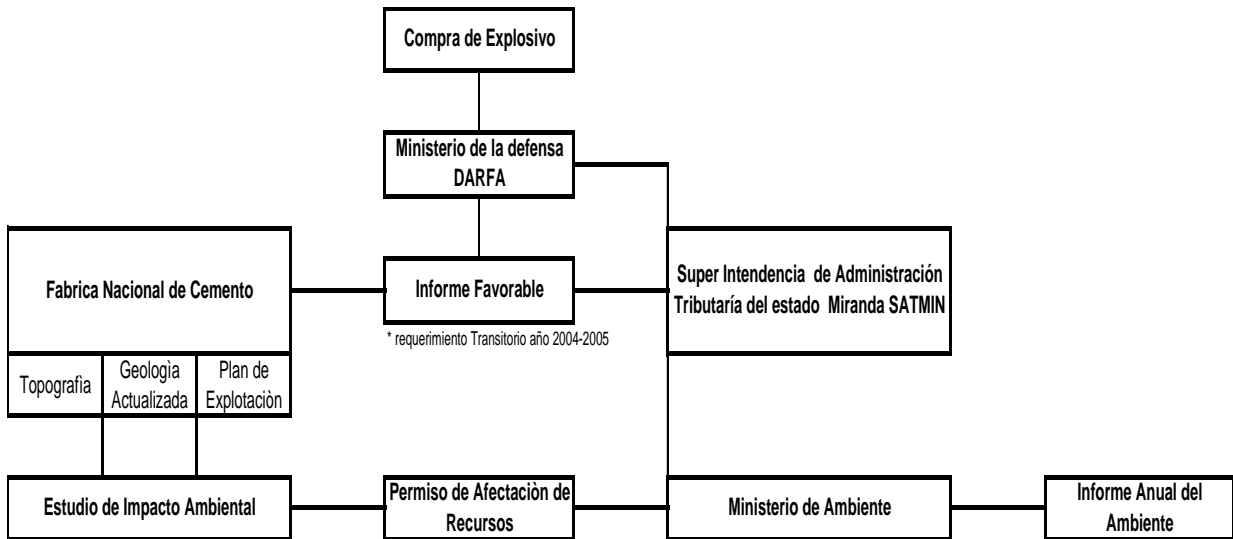 Compra de Explosivo
Ministerio de la defensa
DARFA
Fabrica Nacional de Cemento
Informe Favorable
Super Intendencia de Administración
Tributaría del estado Miranda SATMIN
* requerimiento Transitorio año 2004-2005
Topografìa
Geologìa
Actualizada
Plan de
Explotaciòn
Estudio de Impacto Ambiental
Permiso de Afectaciòn de
Recursos
Ministerio de Ambiente
Informe Anual del
Ambiente